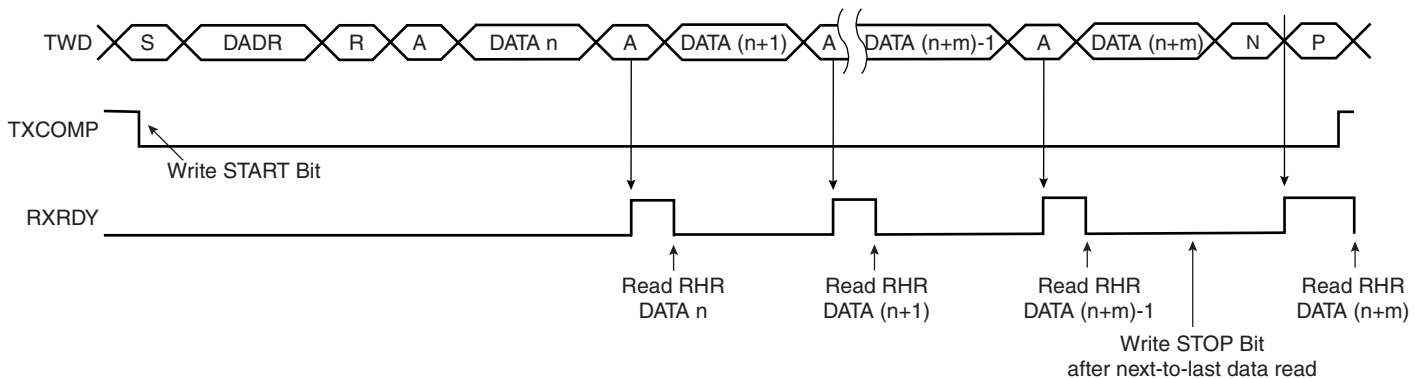 TWD S DADR R A DATA n A DATA (n+1) A DATA (n+m)-1 A DATA (n+m) N P
TXCOMP
Write START Bit
RXRDY
Read RHR
DATA n
Read RHR
DATA (n+1)
Read RHR
DATA (n+m)-1
Read RHR
DATA (n+m)
Write STOP Bit
after next-to-last data read